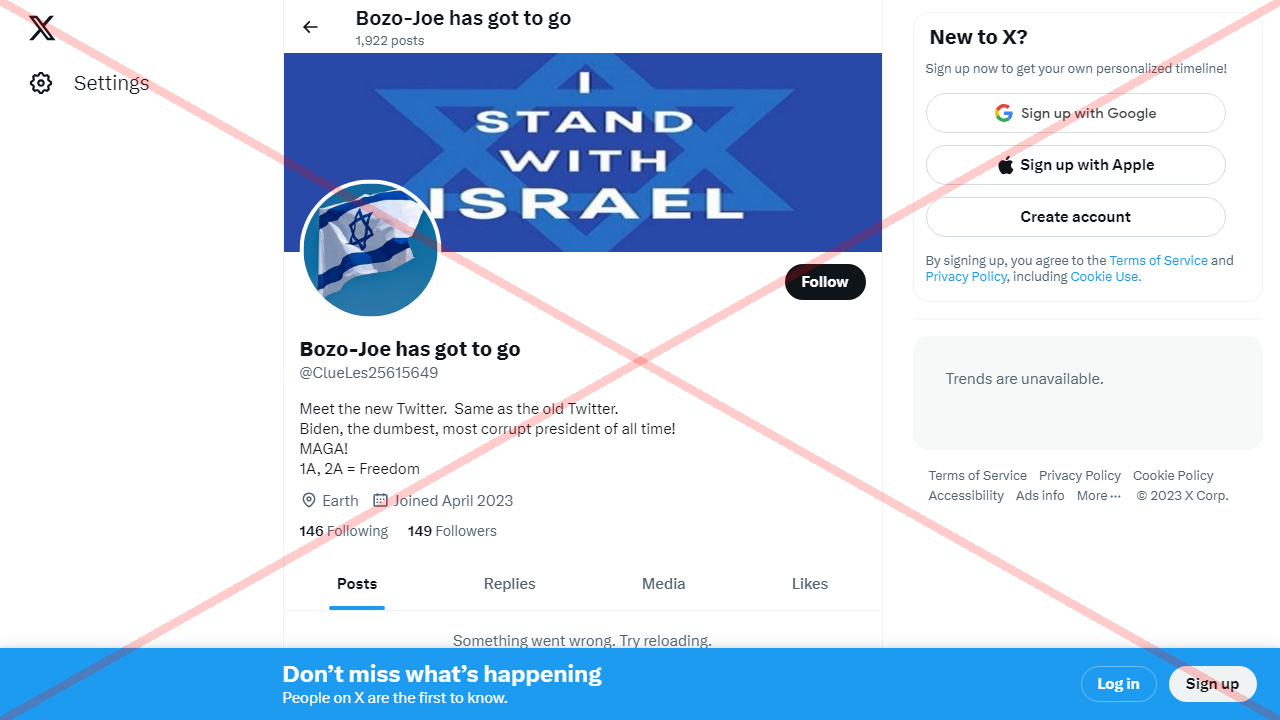 Settings
Bozo-Joe has got to go
1,922 posts
I
STAND
WITH
ISRAEL
Follow
Bozo-Joe has got to go
@ClueLes25615649
Meet the new Twitter.  Same as the old Twitter.
Biden, the dumbest, most corrupt president of all time!
MAGA!
1A, 2A = Freedom
Earth Joined April 2023
146 Following 149 Followers
Posts Replies Media Likes
Something went wrong. Try reloading.
New to X?
Sign up now to get your own personalized timeline!
Sign up with Google
Sign up with Apple
Create account
By signing up, you agree to the Terms of Service and
Privacy Policy, including Cookie Use.
Trends are unavailable.
Terms of Service Privacy Policy Cookie Policy
Accessibility Ads info More ··· © 2023 X Corp.
Don’t miss what’s happening
People on X are the first to know.
Log in Sign up